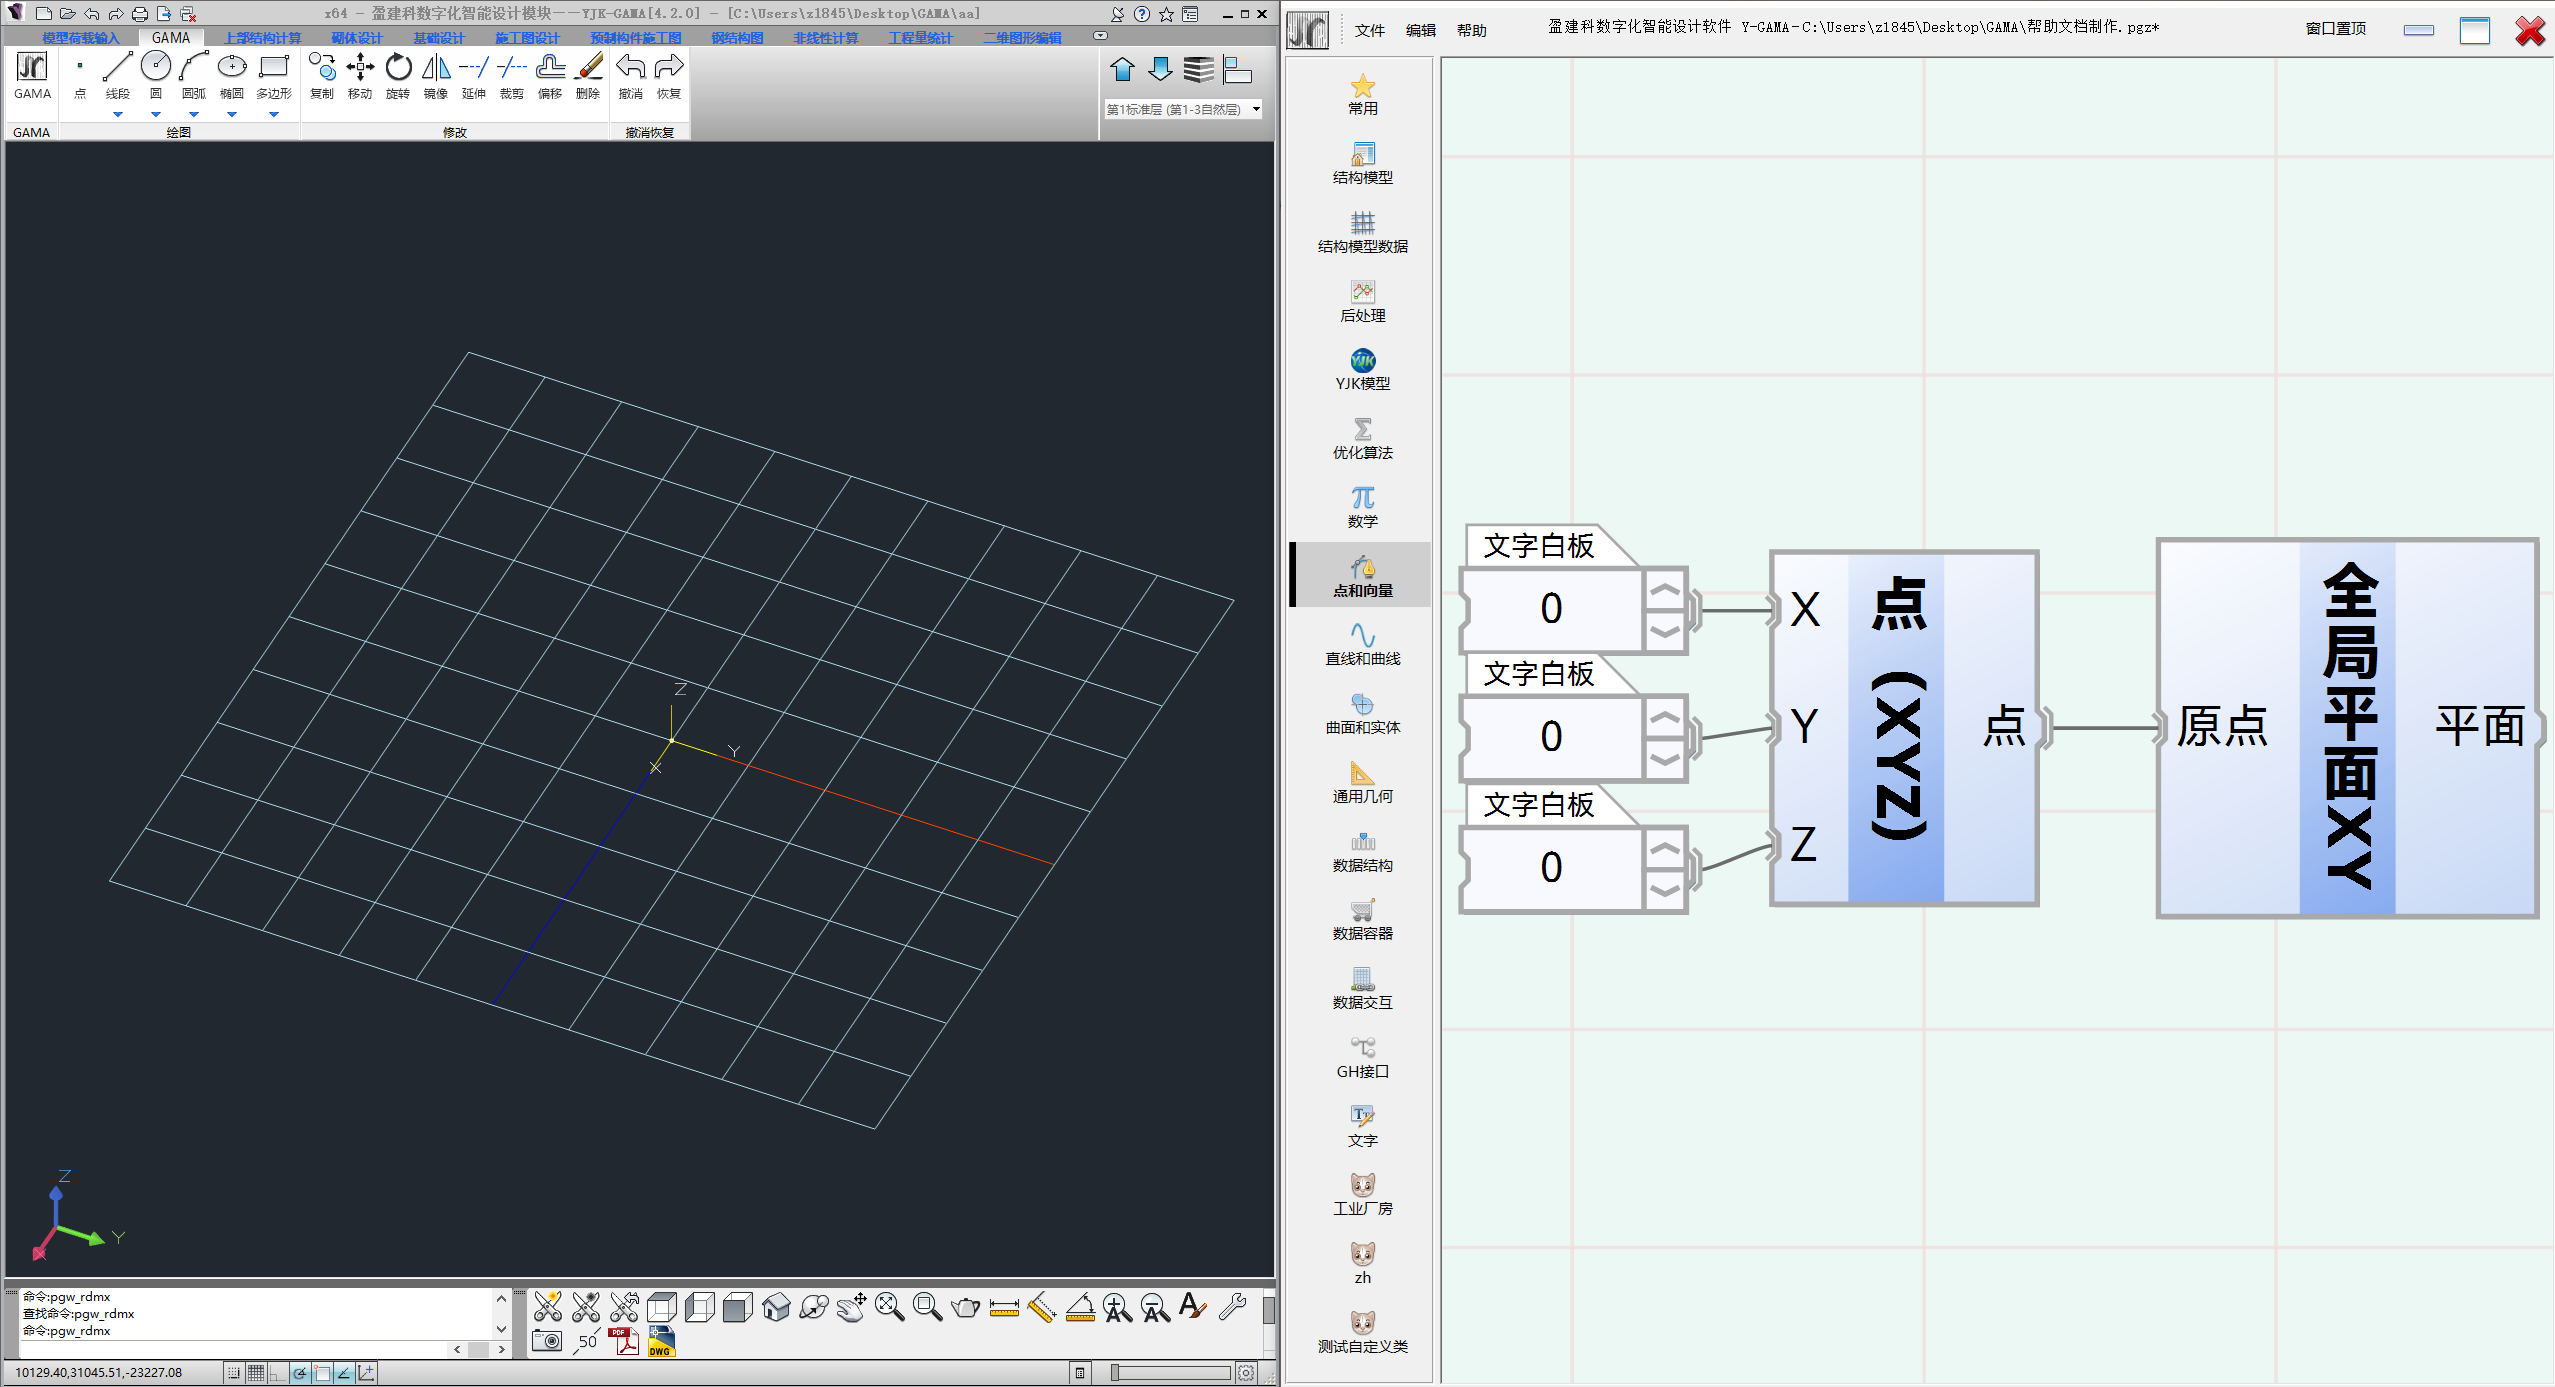 x64 - 盈建科数字化智能设计模块——YJK-GAMA[4.2.0] - [C:\Users\z1845\Desktop\GAMA\aa]
模型荷载输入 GAMA 上部结构计算 砌体设计 基础设计 施工图设计 预制构件施工图 钢结构图 非线性计算 工程量统计 二维图形编辑
GAMA 点 线段 圆 圆弧 椭圆 多边形 复制 移动 旋转 镜像 延伸 裁剪 偏移 删除 撤消 恢复
第1标准层 (第1-3自然层)
GAMA 绘图 修改 撤消恢复
Z
Y
X
Z
Y
X
命令:pgw_rdmx
查找命令:pgw_rdmx
命令:pgw_rdmx
50
PDF
DWG
10129.40,31045.51,-23227.08
文件 编辑 帮助 盈建科数字化智能设计软件 Y-GAMA-C:\Users\z1845\Desktop\GAMA\帮助文档制作.pgz* 窗口置顶
常用
结构模型
结构模型数据
后处理
YJK
YJK模型
优化算法
数学
点和向量
直线和曲线
曲面和实体
通用几何
数据结构
数据容器
数据交互
GH接口
文字
工业厂房
zh
测试自定义类
文字白板
0
文字白板
0
文字白板
0
X
Y
Z
点（XYZ）
点
原点
全局平面XY
平面